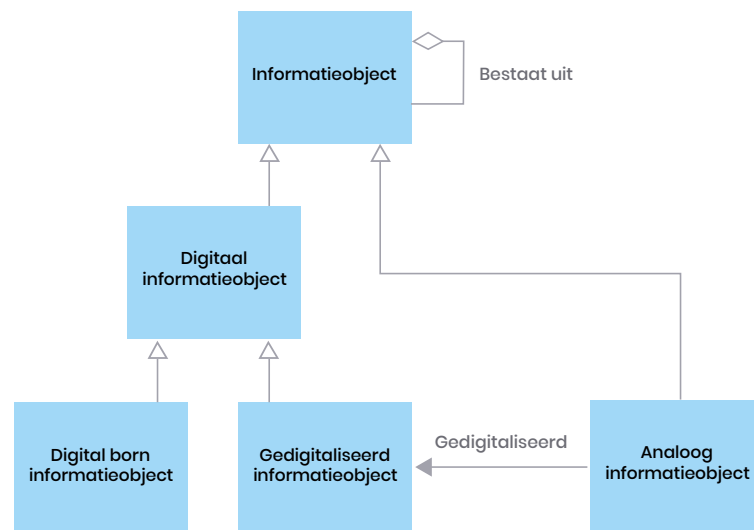 Informatieobject
Bestaat uit
Digitaal
informatieobject
Digital born
informatieobject
Gedigitaliseerd
informatieobject
Gedigitaliseerd
Analoog
informatieobject